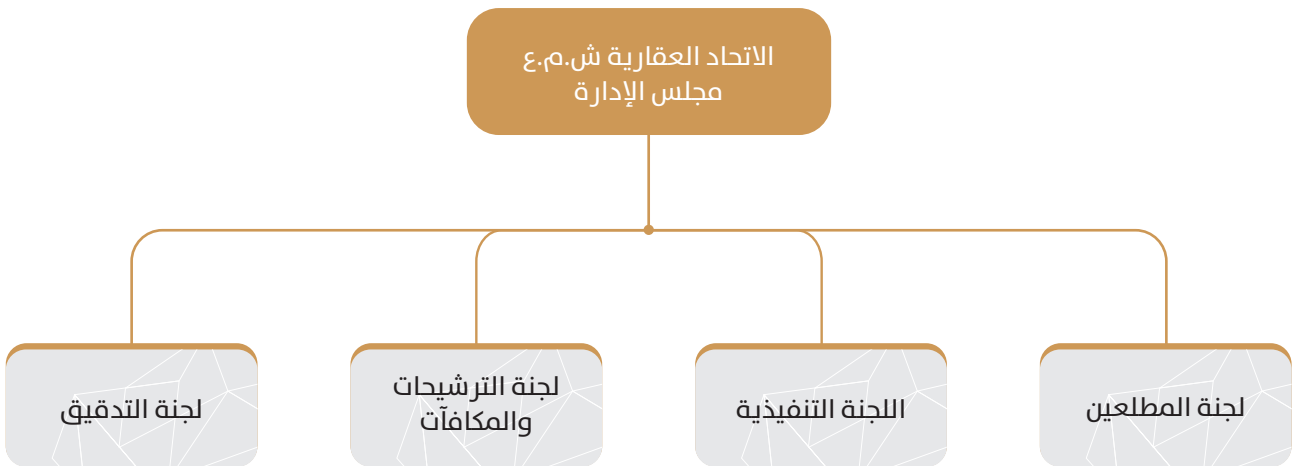 الاتحاد العقارية ش.م.ع
مجلس الإدارة
لجنة المطلعين
اللجنة التنفيذية
لجنة الترشيحات
والمكافآت
لجنة التدقيق